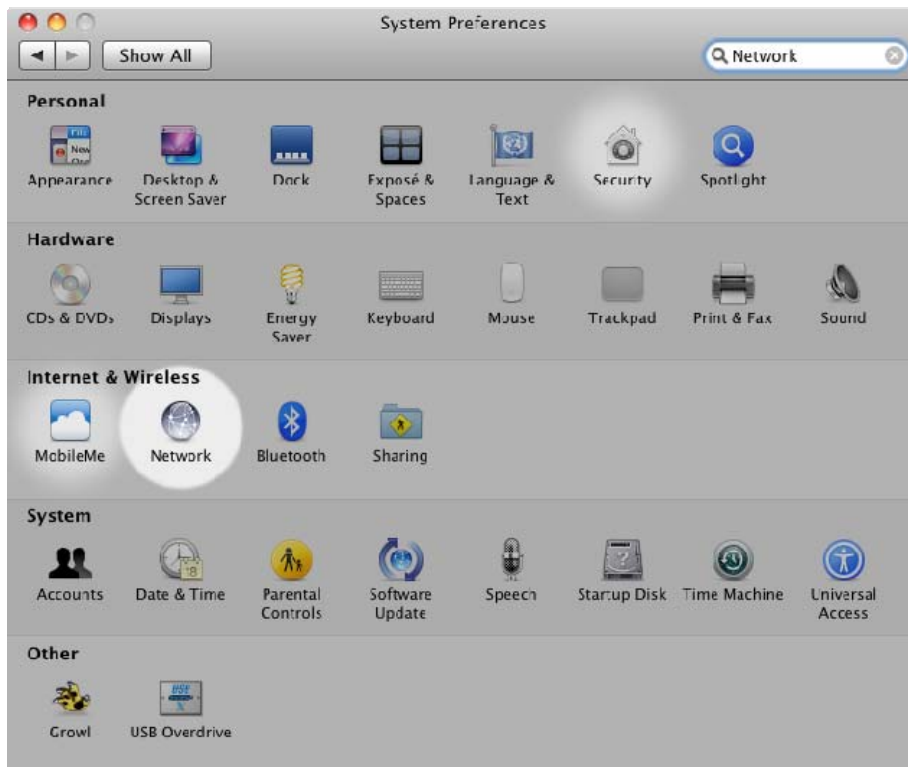 System Preferences
Show All
Network
Personal
Appearance
Desktop &
Screen Saver
Dock
Exposé &
Spaces
Language &
Text
Security
Spotlight
Hardware
CDs & DVDs
Displays
Energy
Saver
Keyboard
Mouse
Trackpad
Print & Fax
Sound
Internet & Wireless
MobileMe
Network
Bluetooth
Sharing
System
Accounts
Date & Time
Parental
Controls
Software
Update
Speech
Startup Disk
Time Machine
Universal
Access
Other
Growl
USB Overdrive